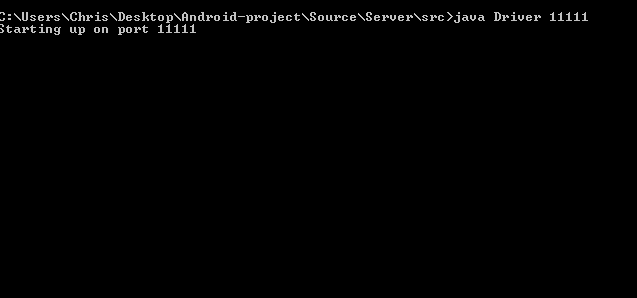 C:\Users\Chris\Desktop\Android-project\Source\Server\src>java Driver 11111
Starting up on port 11111